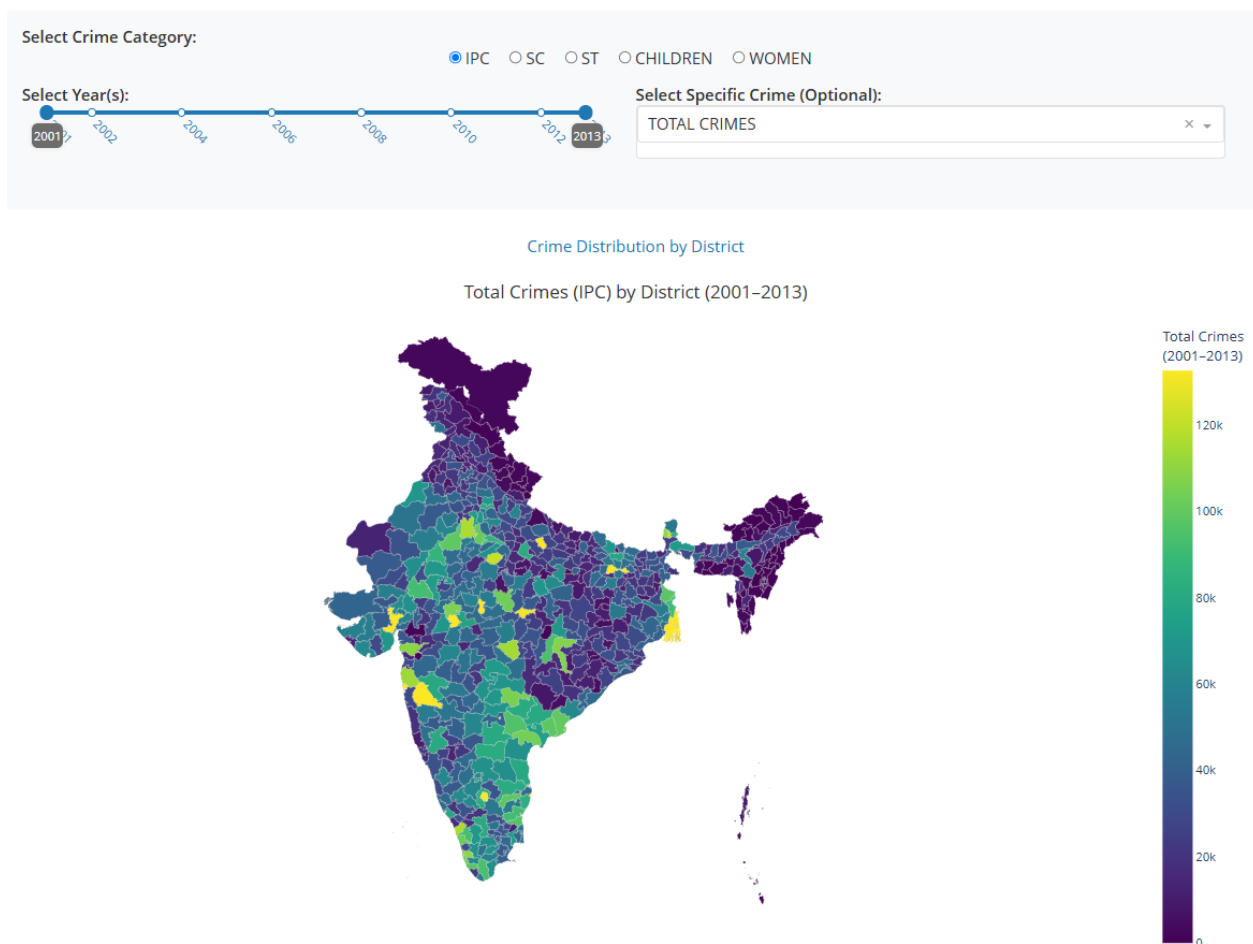 Select Crime Category:
IPC SC ST CHILDREN WOMEN
Select Year(s):
2001 2002 2004 2006 2008 2010 2012 2013
Select Specific Crime (Optional):
TOTAL CRIMES
Crime Distribution by District
Total Crimes (IPC) by District (2001–2013)
Total Crimes
(2001–2013)
120k
100k
80k
60k
40k
20k
0